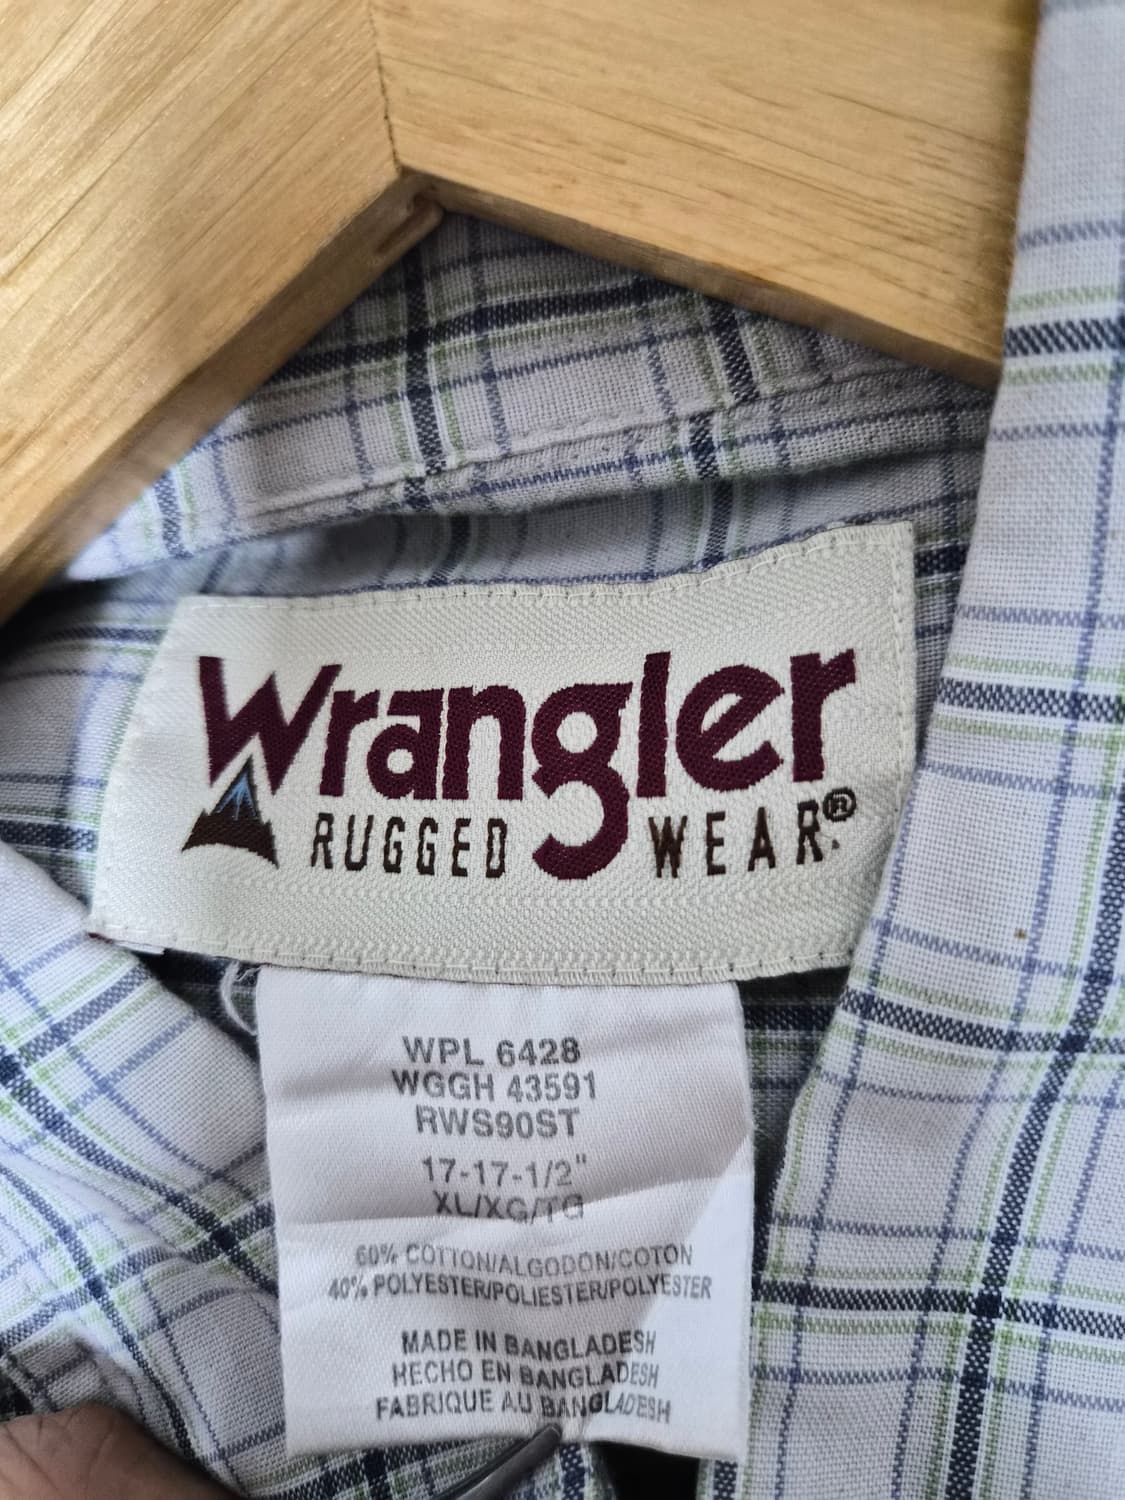 Wrangler
RUGGED WEAR®
WPL 6428
WGGH 43591
RWS90ST
17-17-1/2"
XL/XG/TG
60% COTTON/ALGODON/COTON
40% POLYESTER/POLIESTER/POLYESTER
MADE IN BANGLADESH
HECHO EN BANGLADESH
FABRIQUE AU BANGLADESH